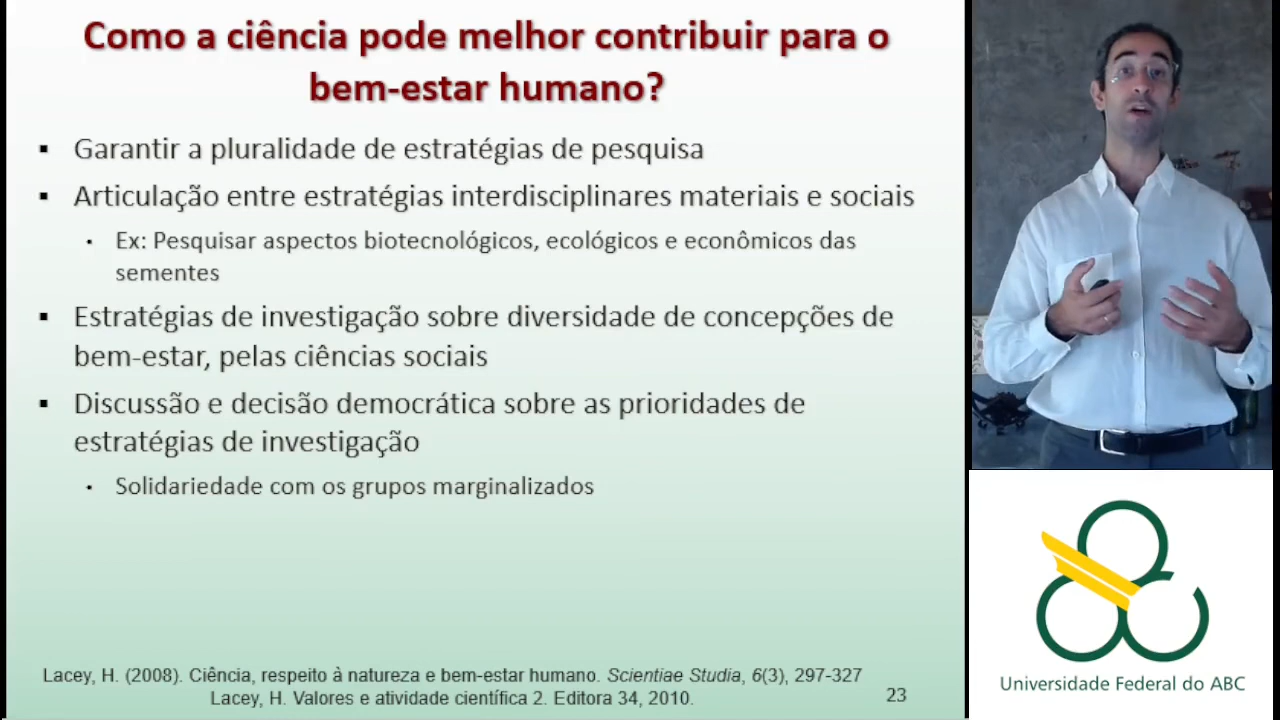 Como a ciência pode melhor contribuir para o
bem-estar humano?
▪ Garantir a pluralidade de estratégias de pesquisa
▪ Articulação entre estratégias interdisciplinares materiais e sociais
• Ex: Pesquisar aspectos biotecnológicos, ecológicos e econômicos das
sementes
▪ Estratégias de investigação sobre diversidade de concepções de
bem-estar, pelas ciências sociais
▪ Discussão e decisão democrática sobre as prioridades de
estratégias de investigação
• Solidariedade com os grupos marginalizados
Lacey, H. (2008). Ciência, respeito à natureza e bem-estar humano. Scientiae Studia, 6(3), 297-327
Lacey, H. Valores e atividade científica 2. Editora 34, 2010.
23
Universidade Federal do ABC